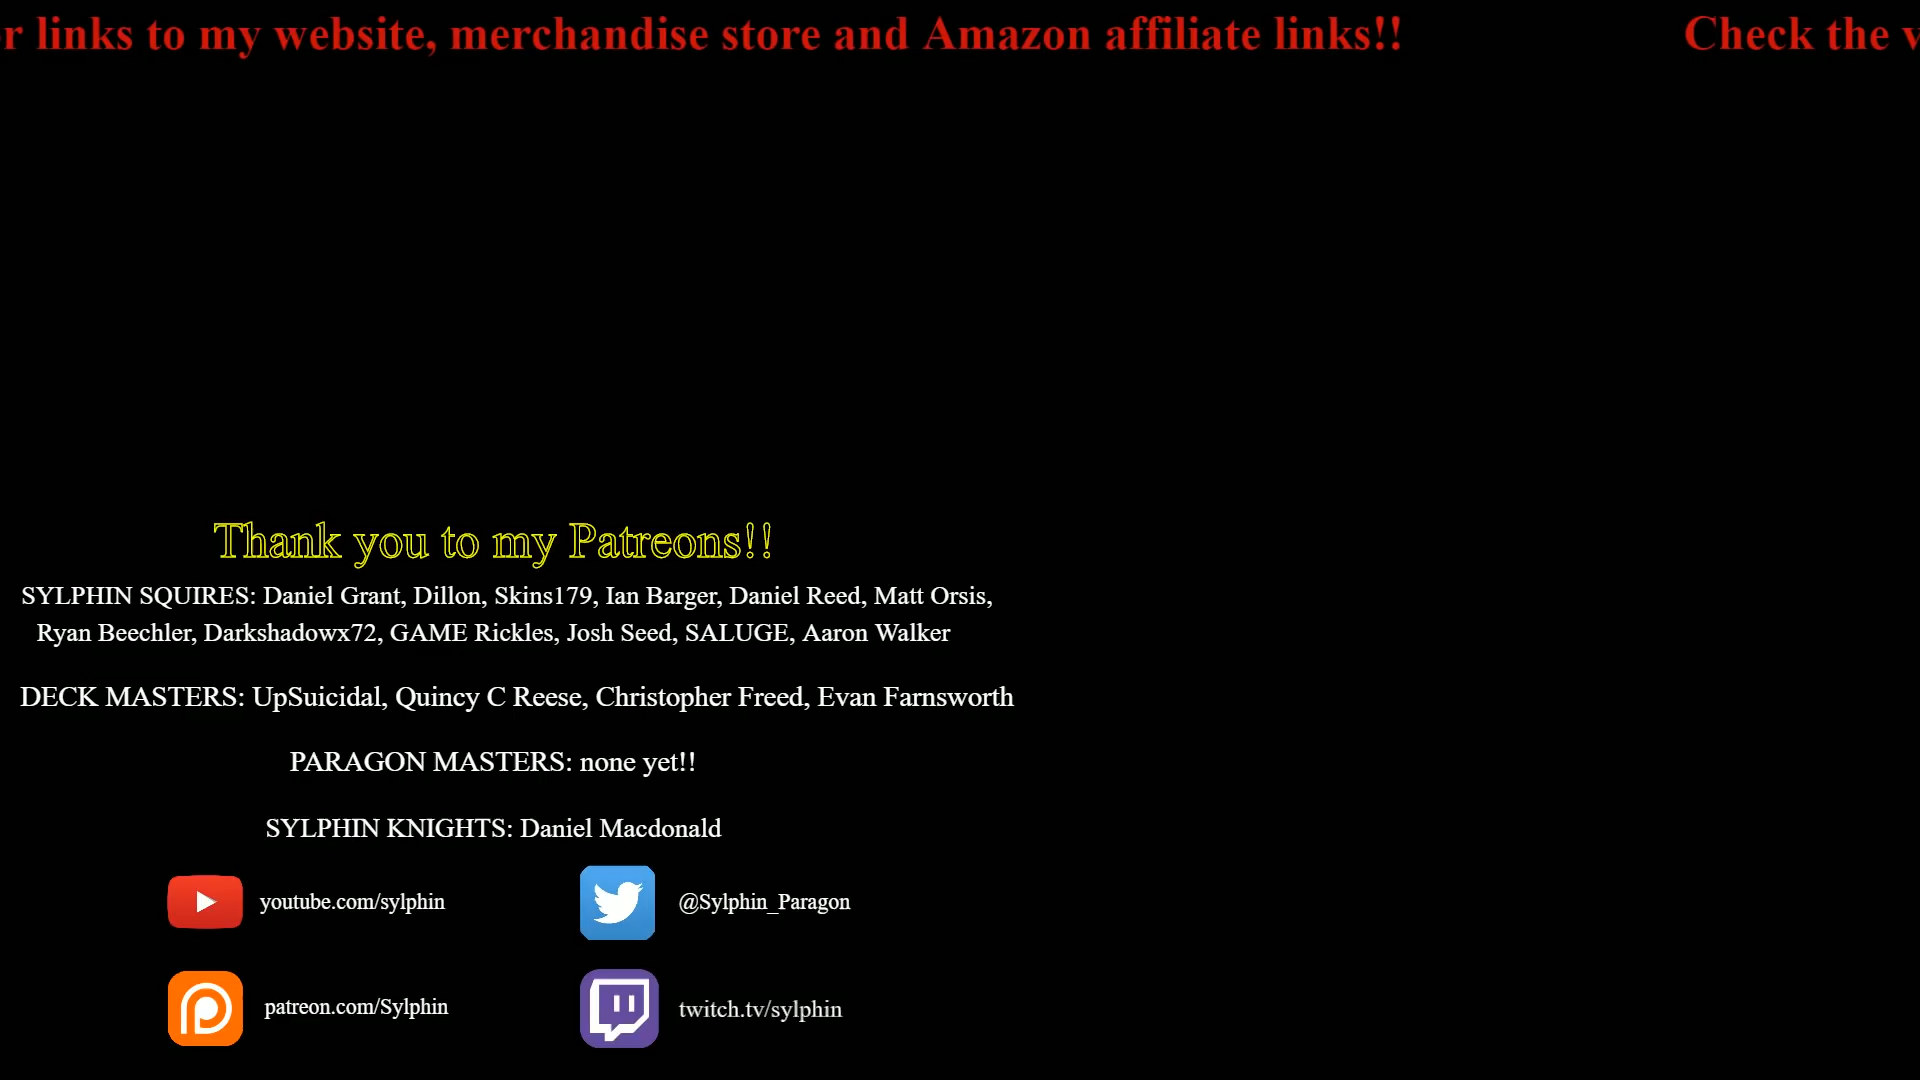 r links to my website, merchandise store and Amazon affiliate links!! Check the v
Thank you to my Patreons!!
SYLPHIN SQUIRES: Daniel Grant, Dillon, Skins179, Ian Barger, Daniel Reed, Matt Orsis,
Ryan Beechler, Darkshadowx72, GAME Rickles, Josh Seed, SALUGE, Aaron Walker
DECK MASTERS: UpSuicidal, Quincy C Reese, Christopher Freed, Evan Farnsworth
PARAGON MASTERS: none yet!!
SYLPHIN KNIGHTS: Daniel Macdonald
youtube.com/sylphin @Sylphin_Paragon
patreon.com/Sylphin twitch.tv/sylphin